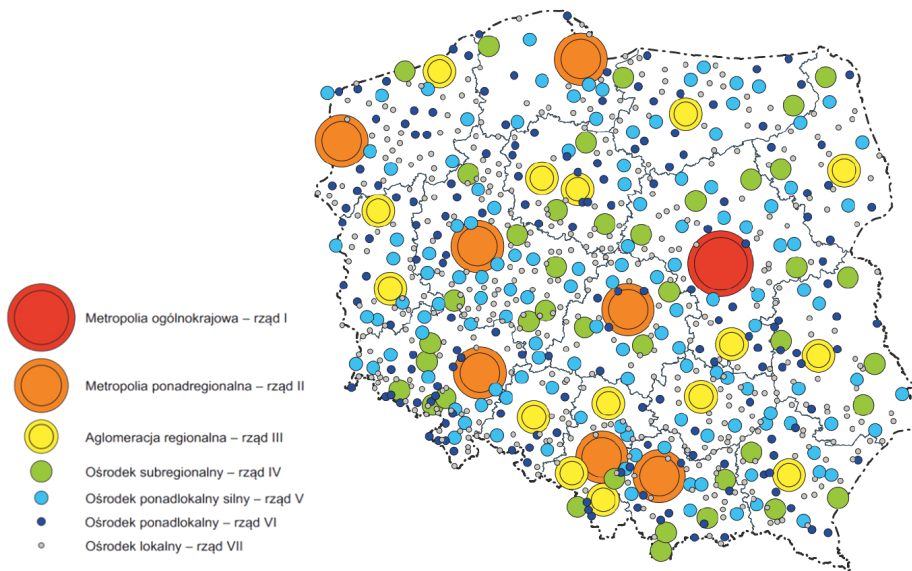 Metropolia ogólnokrajowa – rząd I
Metropolia ponadregionalna – rząd II
Aglomeracja regionalna – rząd III
Ośrodek subregionalny – rząd IV
Ośrodek ponadlokalny silny – rząd V
Ośrodek ponadlokalny – rząd VI
Ośrodek lokalny – rząd VII